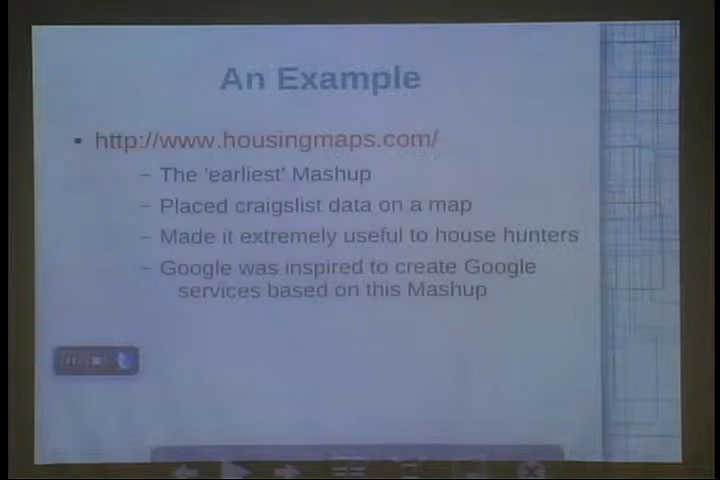 An Example
http://www.housingmaps.com/
The 'earliest' Mashup
Placed craigslist data on a map
Made it extremely useful to house hunters
Google was inspired to create Google
services based on this Mashup